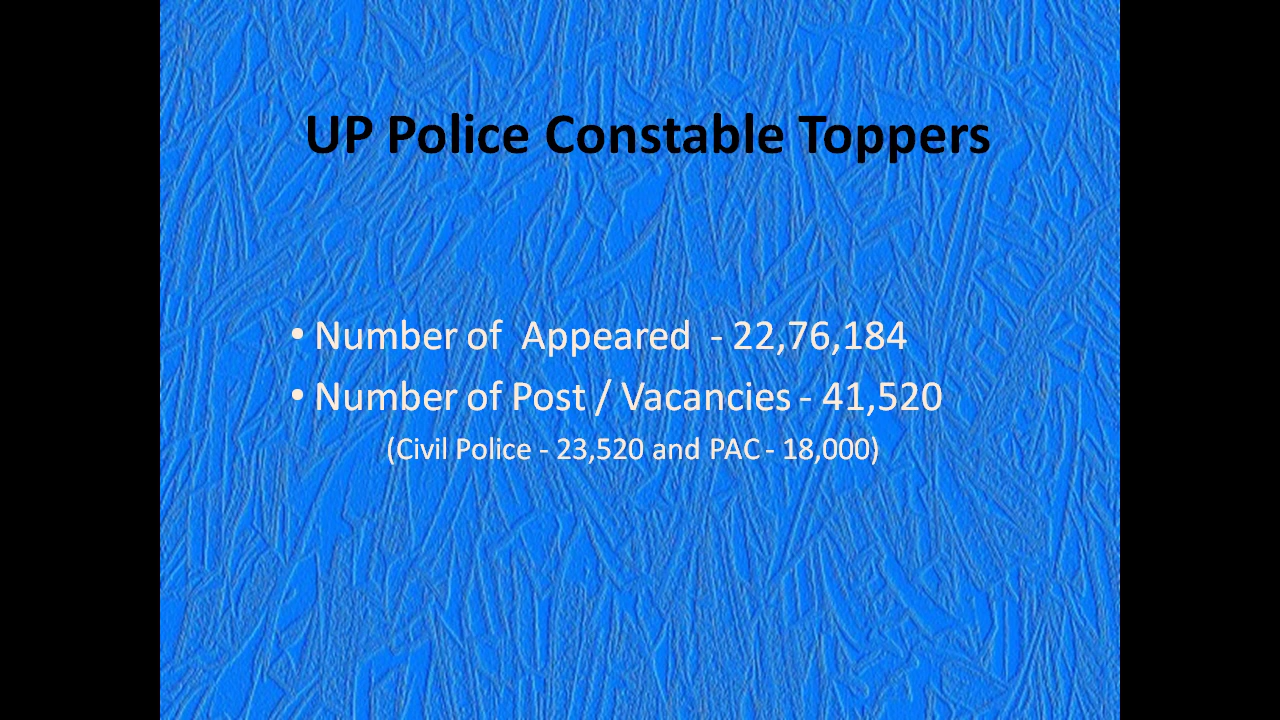 UP Police Constable Toppers
• Number of  Appeared  - 22,76,184
• Number of Post / Vacancies - 41,520
(Civil Police - 23,520 and PAC - 18,000)